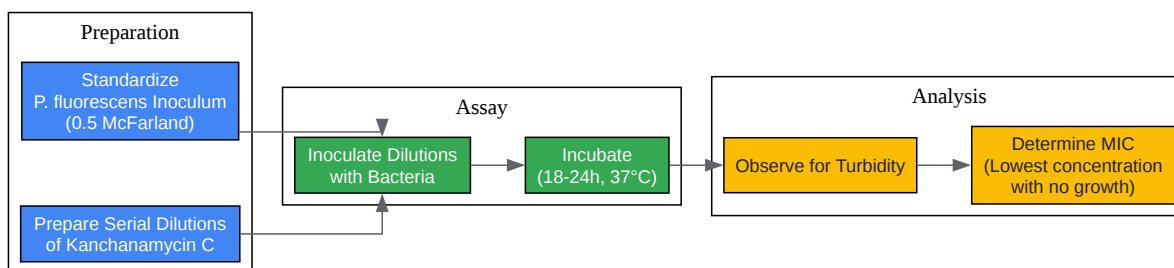 Preparation
Standardize
P. fluorescens Inoculum
(0.5 McFarland)
Prepare Serial Dilutions
of Kanchanamycin C
Assay
Inoculate Dilutions
with Bacteria
Incubate
(18-24h, 37°C)
Analysis
Observe for Turbidity
Determine MIC
(Lowest concentration
with no growth)